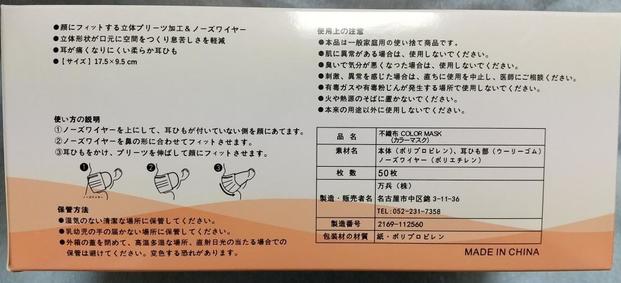 ●顔にフィットする立体プリーツ加工&ノーズワイヤー
●立体形状が口元に空間をつくり息苦しさを軽減
●耳が痛くなりにくい柔らか耳ひも
●【サイズ】17.5×9.5 cm
使い方の説明
①ノーズワイヤーを上にして、耳ひもが付いていない側を顔にあてます。
②ノーズワイヤーを鼻の形に合わせてフィットさせます。
③耳ひもをかけ、プリーツを伸ばして顔にフィットさせます。
① ② ③
ノーズワイヤー
保管方法
●湿気のない清潔な場所に保管してください。
●乳幼児の手の届かない場所に保管してください。
●外箱の蓋を閉めて、高温多湿な場所、直射日光の当たる場合での
保管は避けてください。変色する恐れがあります。
使用上の注意
●本品は一般家庭用の使い捨て商品です。
●肌に異常がある場合は、使用しないでください。
●臭いで気分が悪くなった場合は、使用しないでください。
●刺激、異常を感じた場合は、直ちに使用を中止し、医師にご相談ください。
●有毒ガスや有毒粉じんが発生する場所で使用しないでください。
●火や熱源のそばに置かないでください。
●本来の用途以外に使用しないでください。
品 名 不織布 COLOR MASK
(カラーマスク)
素材名 本体(ポリプロピレン)、耳ひも部(ウーリーゴム)
ノーズワイヤー(ポリエチレン)
枚 数 50枚
製造・販売者名 万兵(株)
名古屋市中区錦 3-11-36
TEL:052-231-7358
製造番号 2169-112560
包装材の材質 紙・ポリプロピレン
MADE IN CHINA